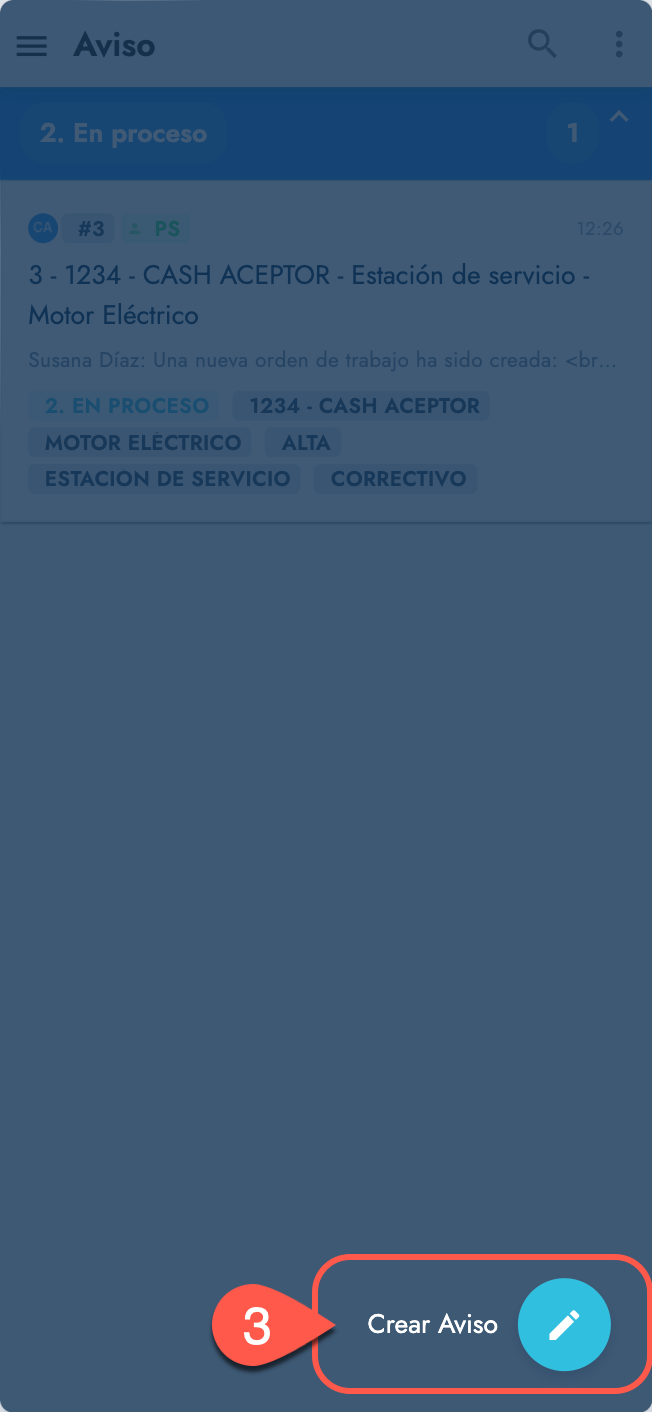 Aviso
2. En proceso 1
CA #3 PS 12:26
3 - 1234 - CASH ACEPTOR - Estación de servicio -
Motor Eléctrico
Susana Díaz: Una nueva orden de trabajo ha sido creada: <br...
2. EN PROCESO 1234 - CASH ACEPTOR
MOTOR ELÉCTRICO ALTA
ESTACIÓN DE SERVICIO CORRECTIVO
3 Crear Aviso